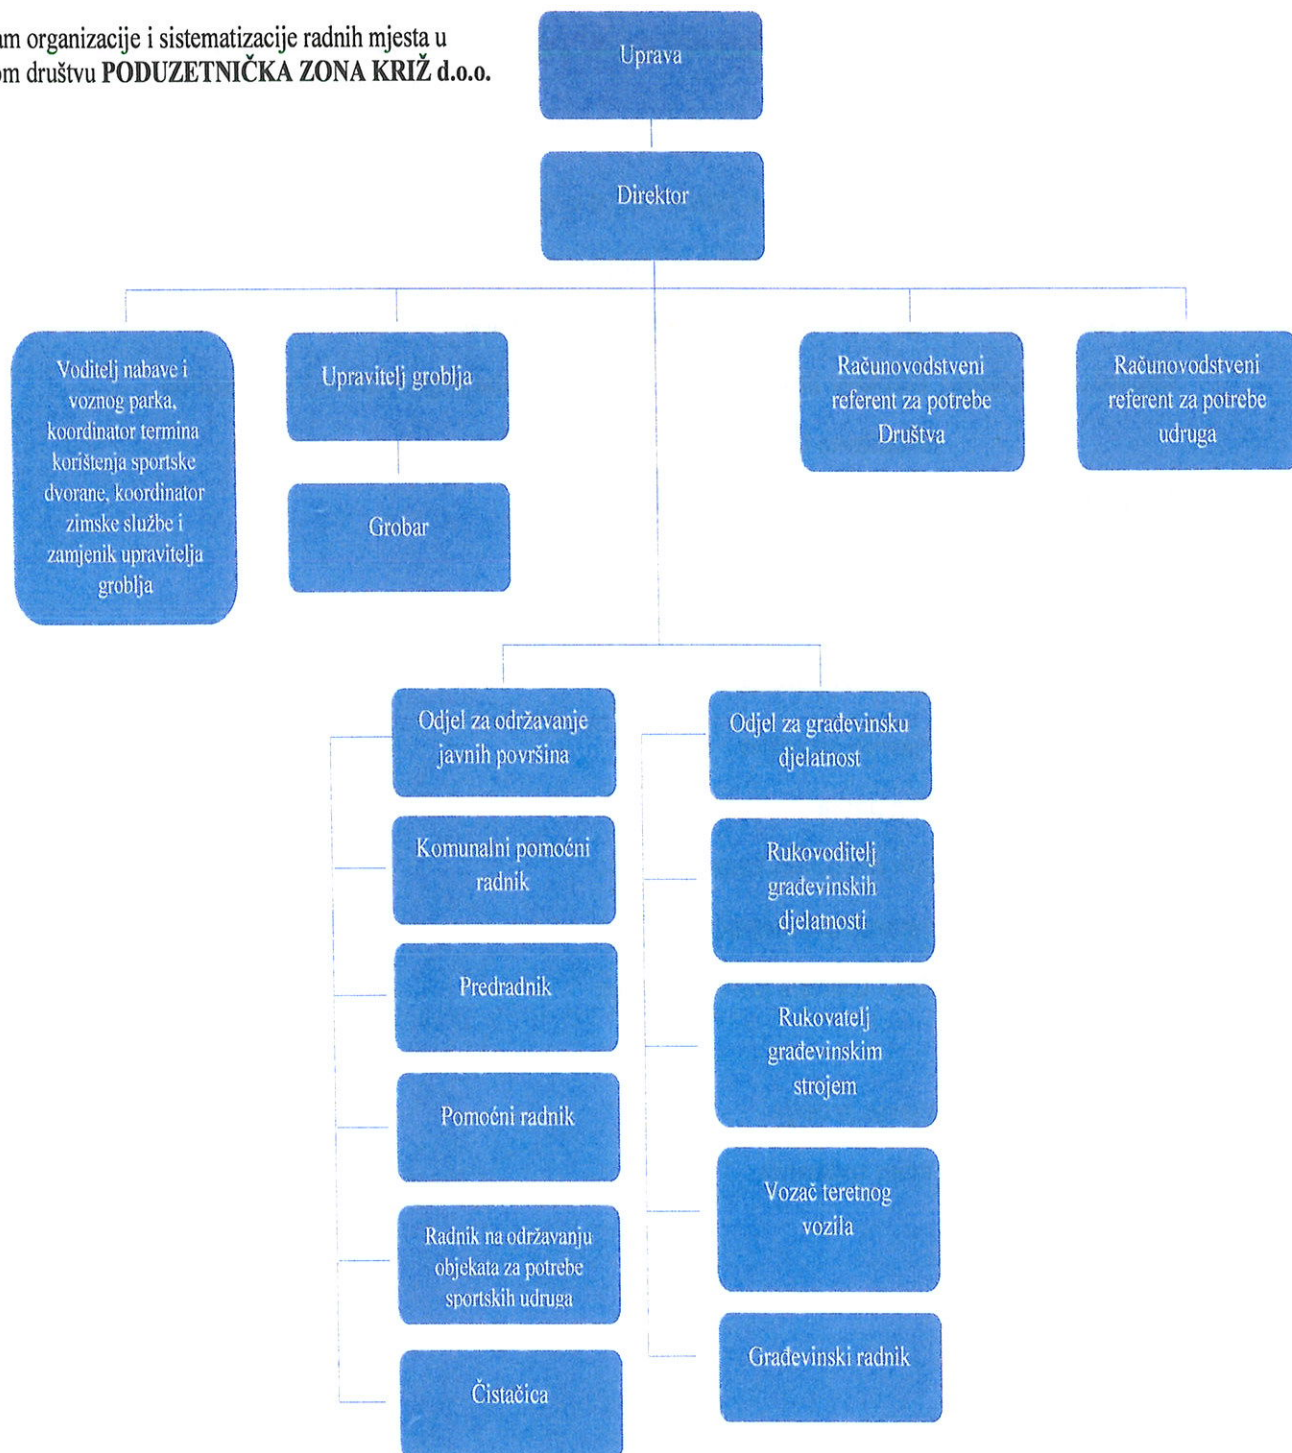 organizacije i sistematizacije radnih mjesta u
društvu PODUZETNIČKA ZONA KRIŽ d.o.o.
Uprava
Direktor
Voditelj nabave i
voznog parka,
koordinator termina
korištenja sportske
dvorane, koordinator
zimske službe i
zamjenik upravitelja
groblja
Upravitelj groblja
Grobar
Računovodstveni
referent za potrebe
Društva
Računovodstveni
referent za potrebe
udruga
Odjel za održavanje
javnih površina
Komunalni pomoćni
radnik
Predradnik
Pomoćni radnik
Radnik na održavanju
objekata za potrebe
sportskih udruga
Čistačica
Odjel za građevinsku
djelatnost
Rukovoditelj
građevinskih
djelatnosti
Rukovatelj
građevinskim
strojem
Vozač teretnog
vozila
Građevinski radnik